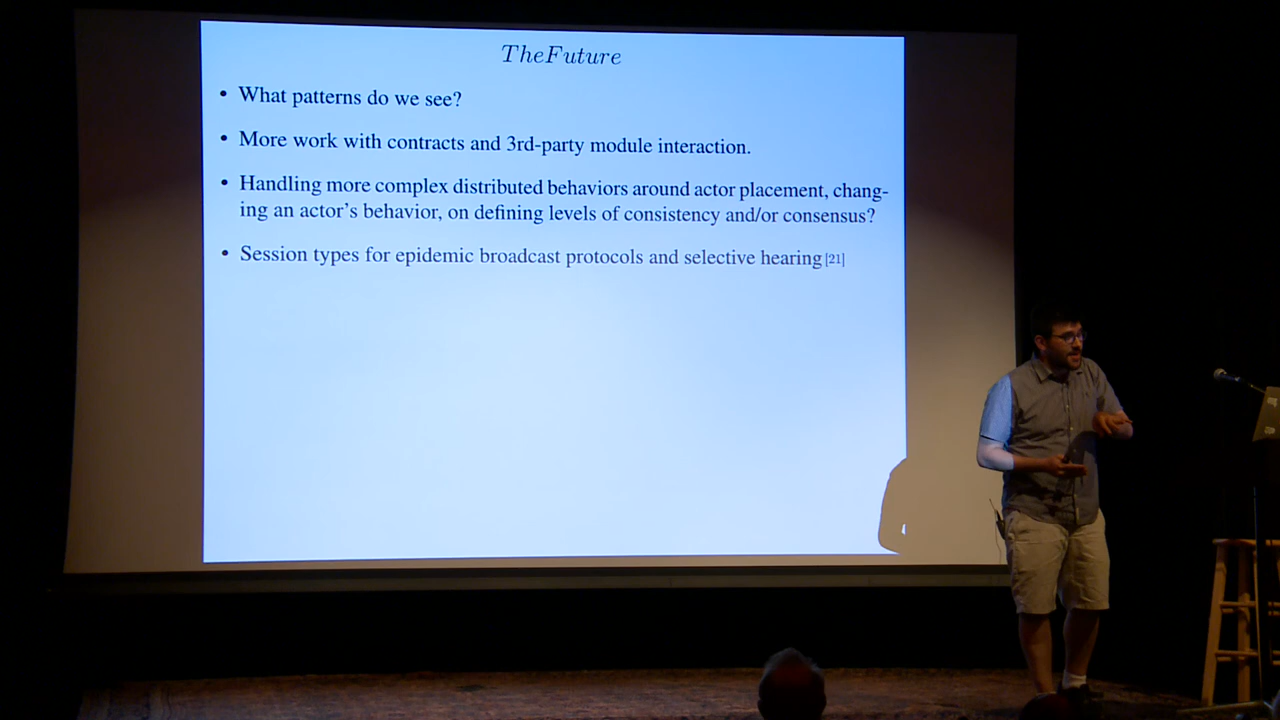 TheFuture
• What patterns do we see?
• More work with contracts and 3rd-party module interaction.
• Handling more complex distributed behaviors around actor placement, chang-
ing an actor's behavior, on defining levels of consistency and/or consensus?
• Session types for epidemic broadcast protocols and selective hearing[21]